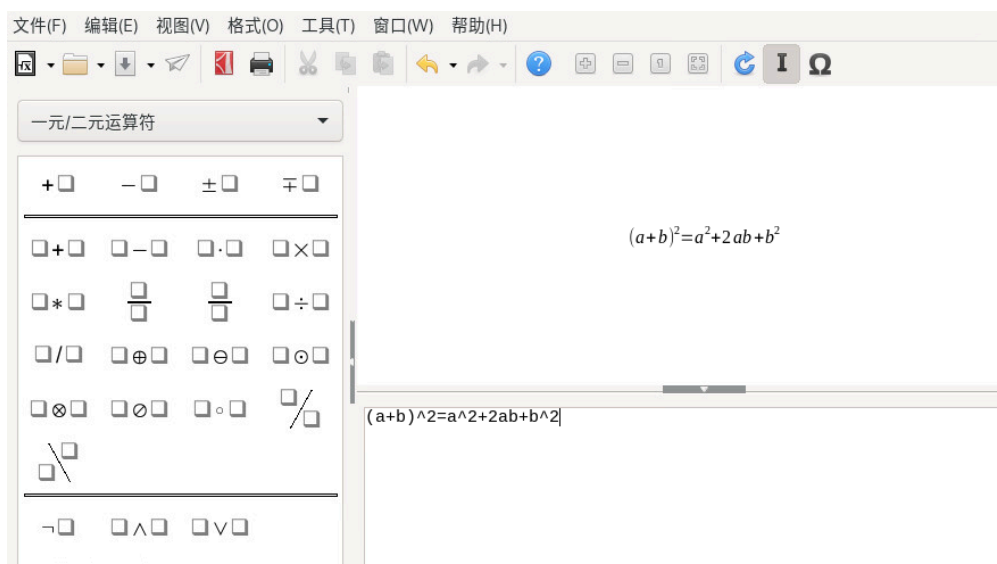 文件(F) 编辑(E) 视图(V) 格式(O) 工具(T) 窗口(W) 帮助(H)
一元/二元运算符
+□ −□ ±□ ∓□
□+□ □−□ □·□ □×□
□∗□ □/□ □/□ □÷□
□/□ □⊕□ □⊖□ □⊙□
□⊗□ □⊘□ □∘□ □/□
□\□
¬□ □∧□ □∨□
(a+b)²=a²+2ab+b²
(a+b)^2=a^2+2ab+b^2